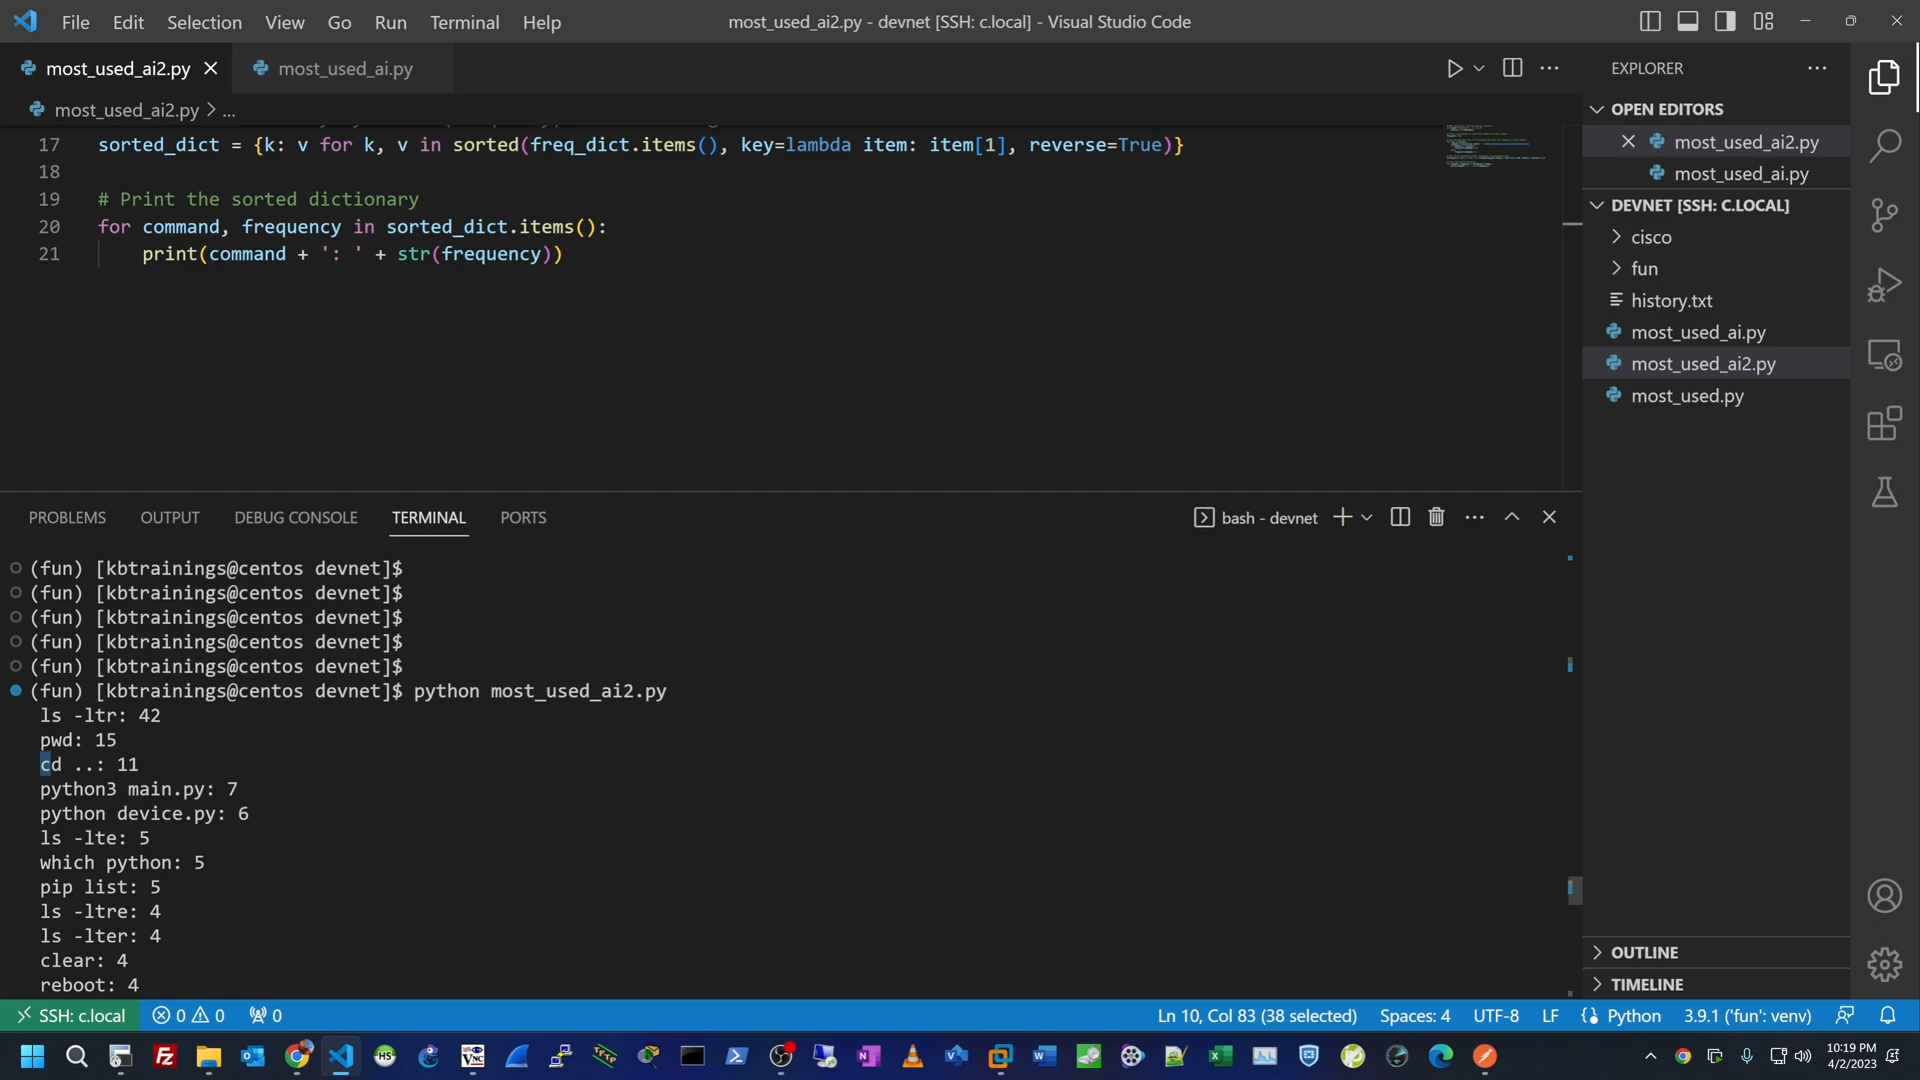 File Edit Selection View Go Run Terminal Help
most_used_ai2.py - devnet [SSH: c.local] - Visual Studio Code
most_used_ai2.py
most_used_ai.py
most_used_ai2.py > ...
17 sorted_dict = {k: v for k, v in sorted(freq_dict.items(), key=lambda item: item[1], reverse=True)}
18
19 # Print the sorted dictionary
20 for command, frequency in sorted_dict.items():
21 print(command + ': ' + str(frequency))
PROBLEMS OUTPUT DEBUG CONSOLE TERMINAL PORTS
bash - devnet
(fun) [kbtrainings@centos devnet]$
(fun) [kbtrainings@centos devnet]$
(fun) [kbtrainings@centos devnet]$
(fun) [kbtrainings@centos devnet]$
(fun) [kbtrainings@centos devnet]$
(fun) [kbtrainings@centos devnet]$ python most_used_ai2.py
ls -ltr: 42
pwd: 15
cd ..: 11
python3 main.py: 7
python device.py: 6
ls -lte: 5
which python: 5
pip list: 5
ls -ltre: 4
ls -lter: 4
clear: 4
reboot: 4
EXPLORER
OPEN EDITORS
most_used_ai2.py
most_used_ai.py
DEVNET [SSH: C.LOCAL]
cisco
fun
history.txt
most_used_ai.py
most_used_ai2.py
most_used.py
OUTLINE
TIMELINE
SSH: c.local 0 0 0
Ln 10, Col 83 (38 selected) Spaces: 4 UTF-8 LF Python 3.9.1 ('fun': venv)
10:19 PM
4/2/2023